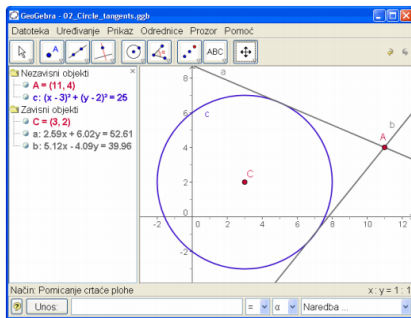 GeoGebra - 02_Circle_tangents.ggb
Datoteka Uređivanje Prikaz Odrednice Prozor Pomoć
A
ABC
Nezavisni objekti
A = (11, 4)
c: (x - 3)² + (y - 2)² = 25
Zavisni objekti
C = (3, 2)
a: 2.59x + 6.02y = 52.61
b: 5.12x - 4.09y = 39.96
8
a
6
c
b
4
A
2
C
-2 0 2 4 6 8 10 12
0
-2
Način: Pomicanje crtaće plohe
x : y = 1 : 1
Unos:
=
α
Naredba ...